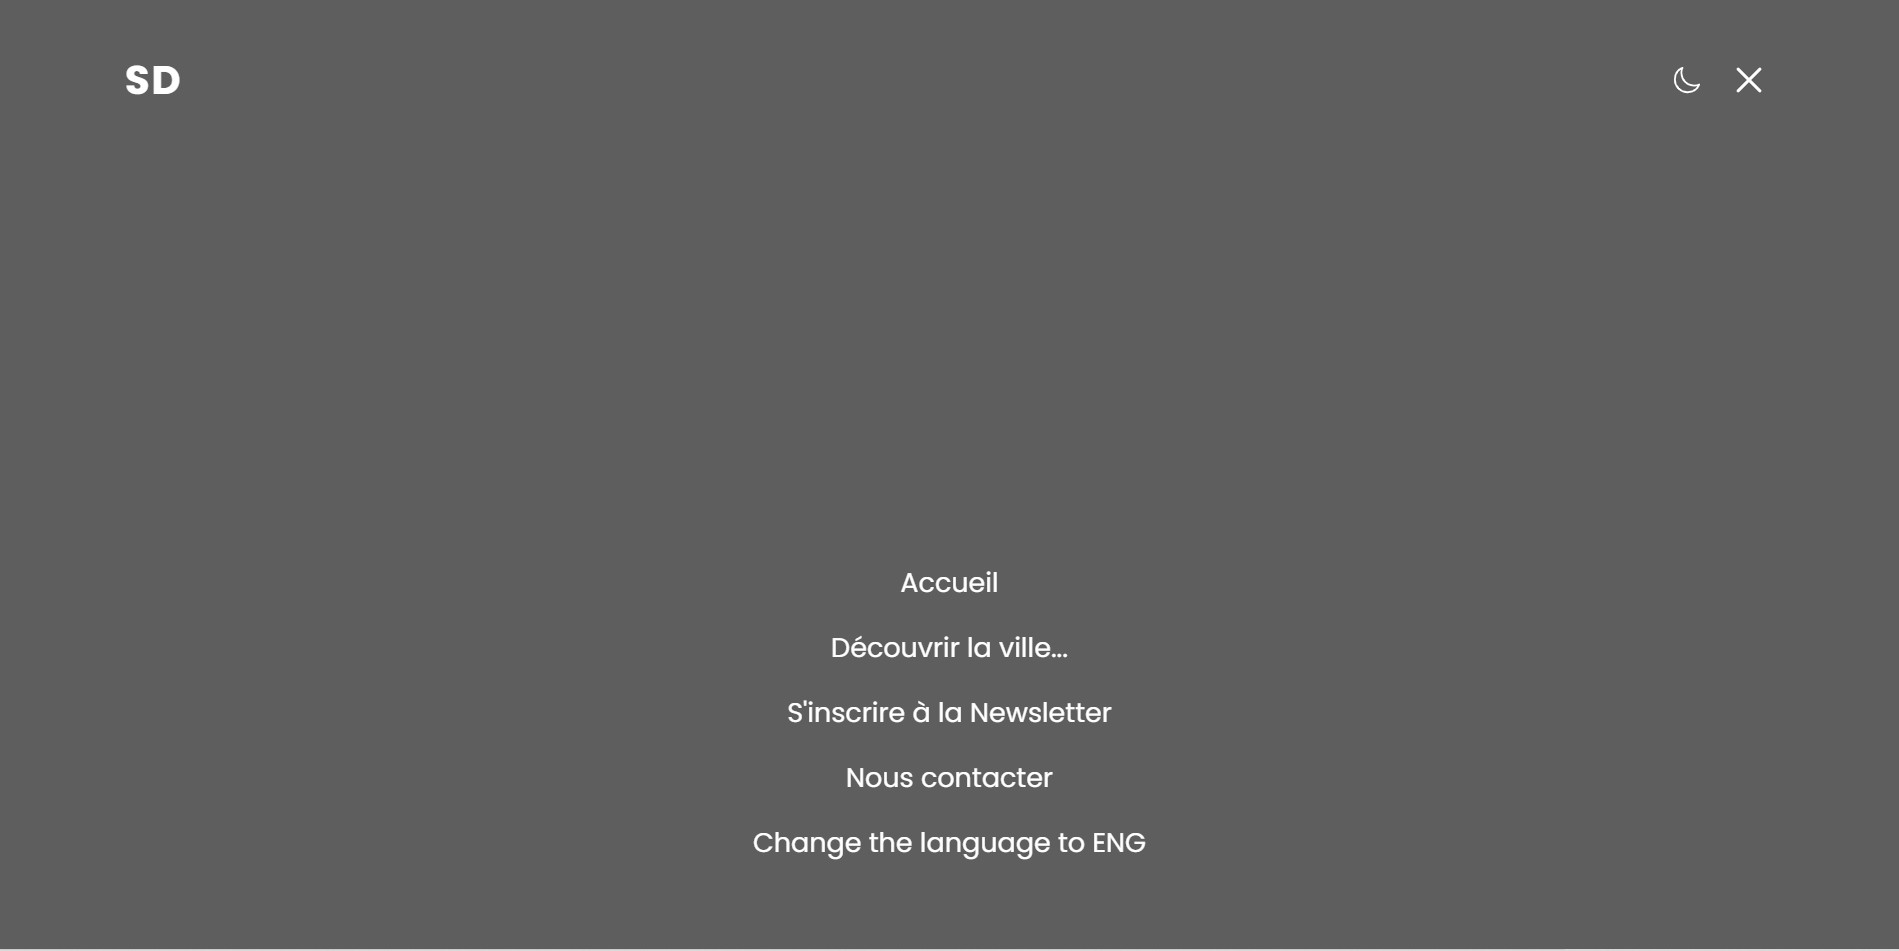 SD
Accueil
Découvrir la ville...
S'inscrire à la Newsletter
Nous contacter
Change the language to ENG